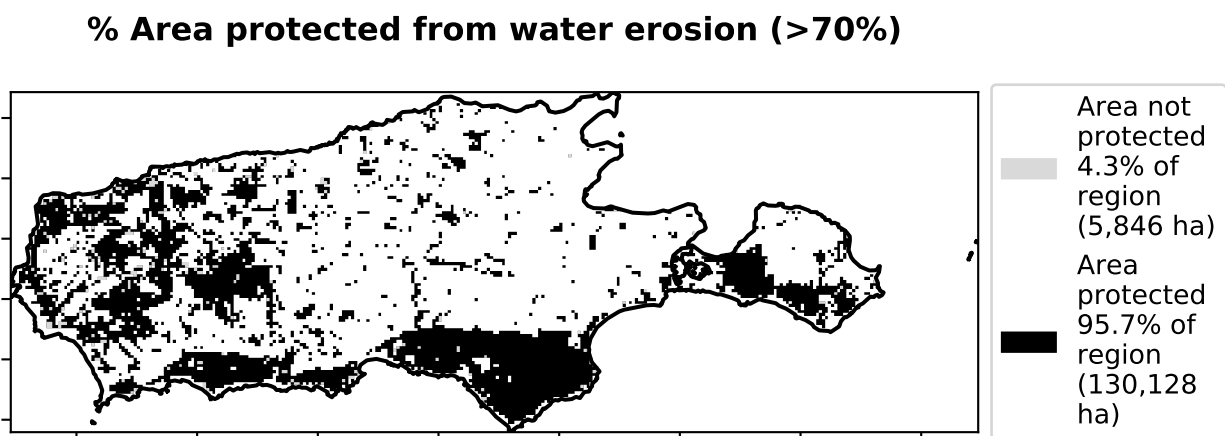 % Area protected from water erosion (>70%)
Area not
protected
4.3% of
region
(5,846 ha)
Area
protected
95.7% of
region
(130,128
ha)